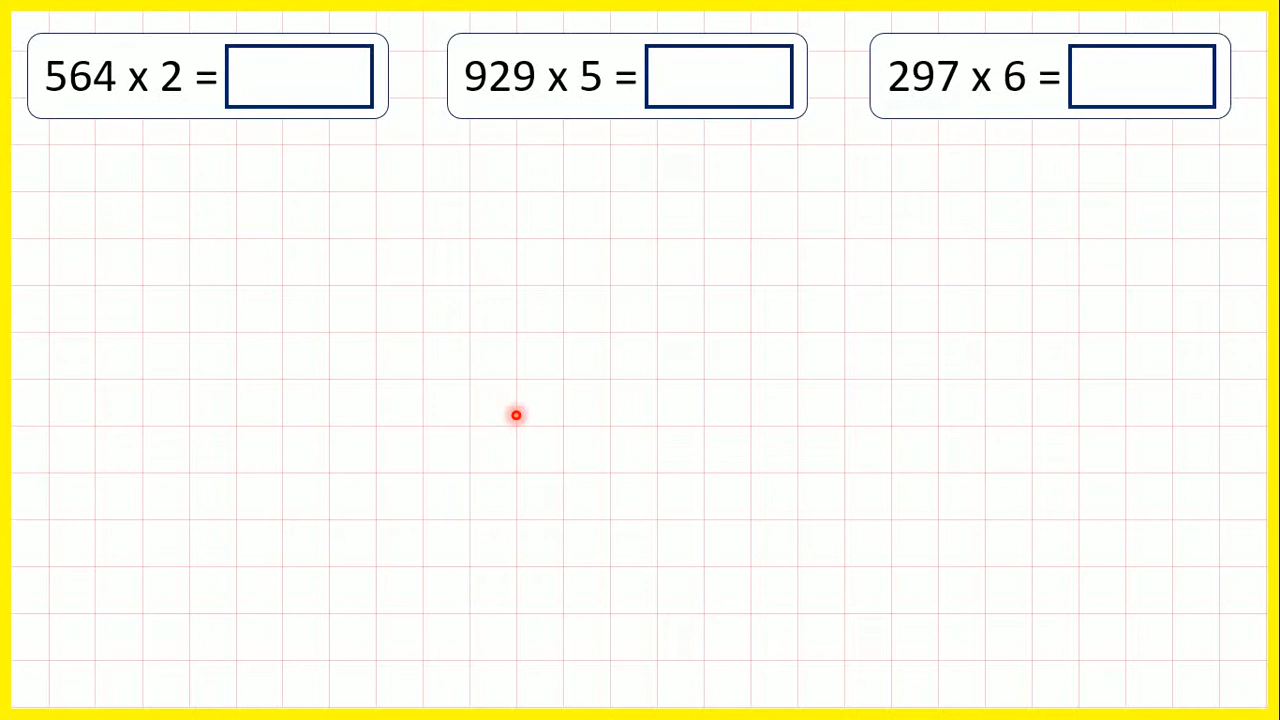 564 x 2 =
929 x 5 =
297 x 6 =